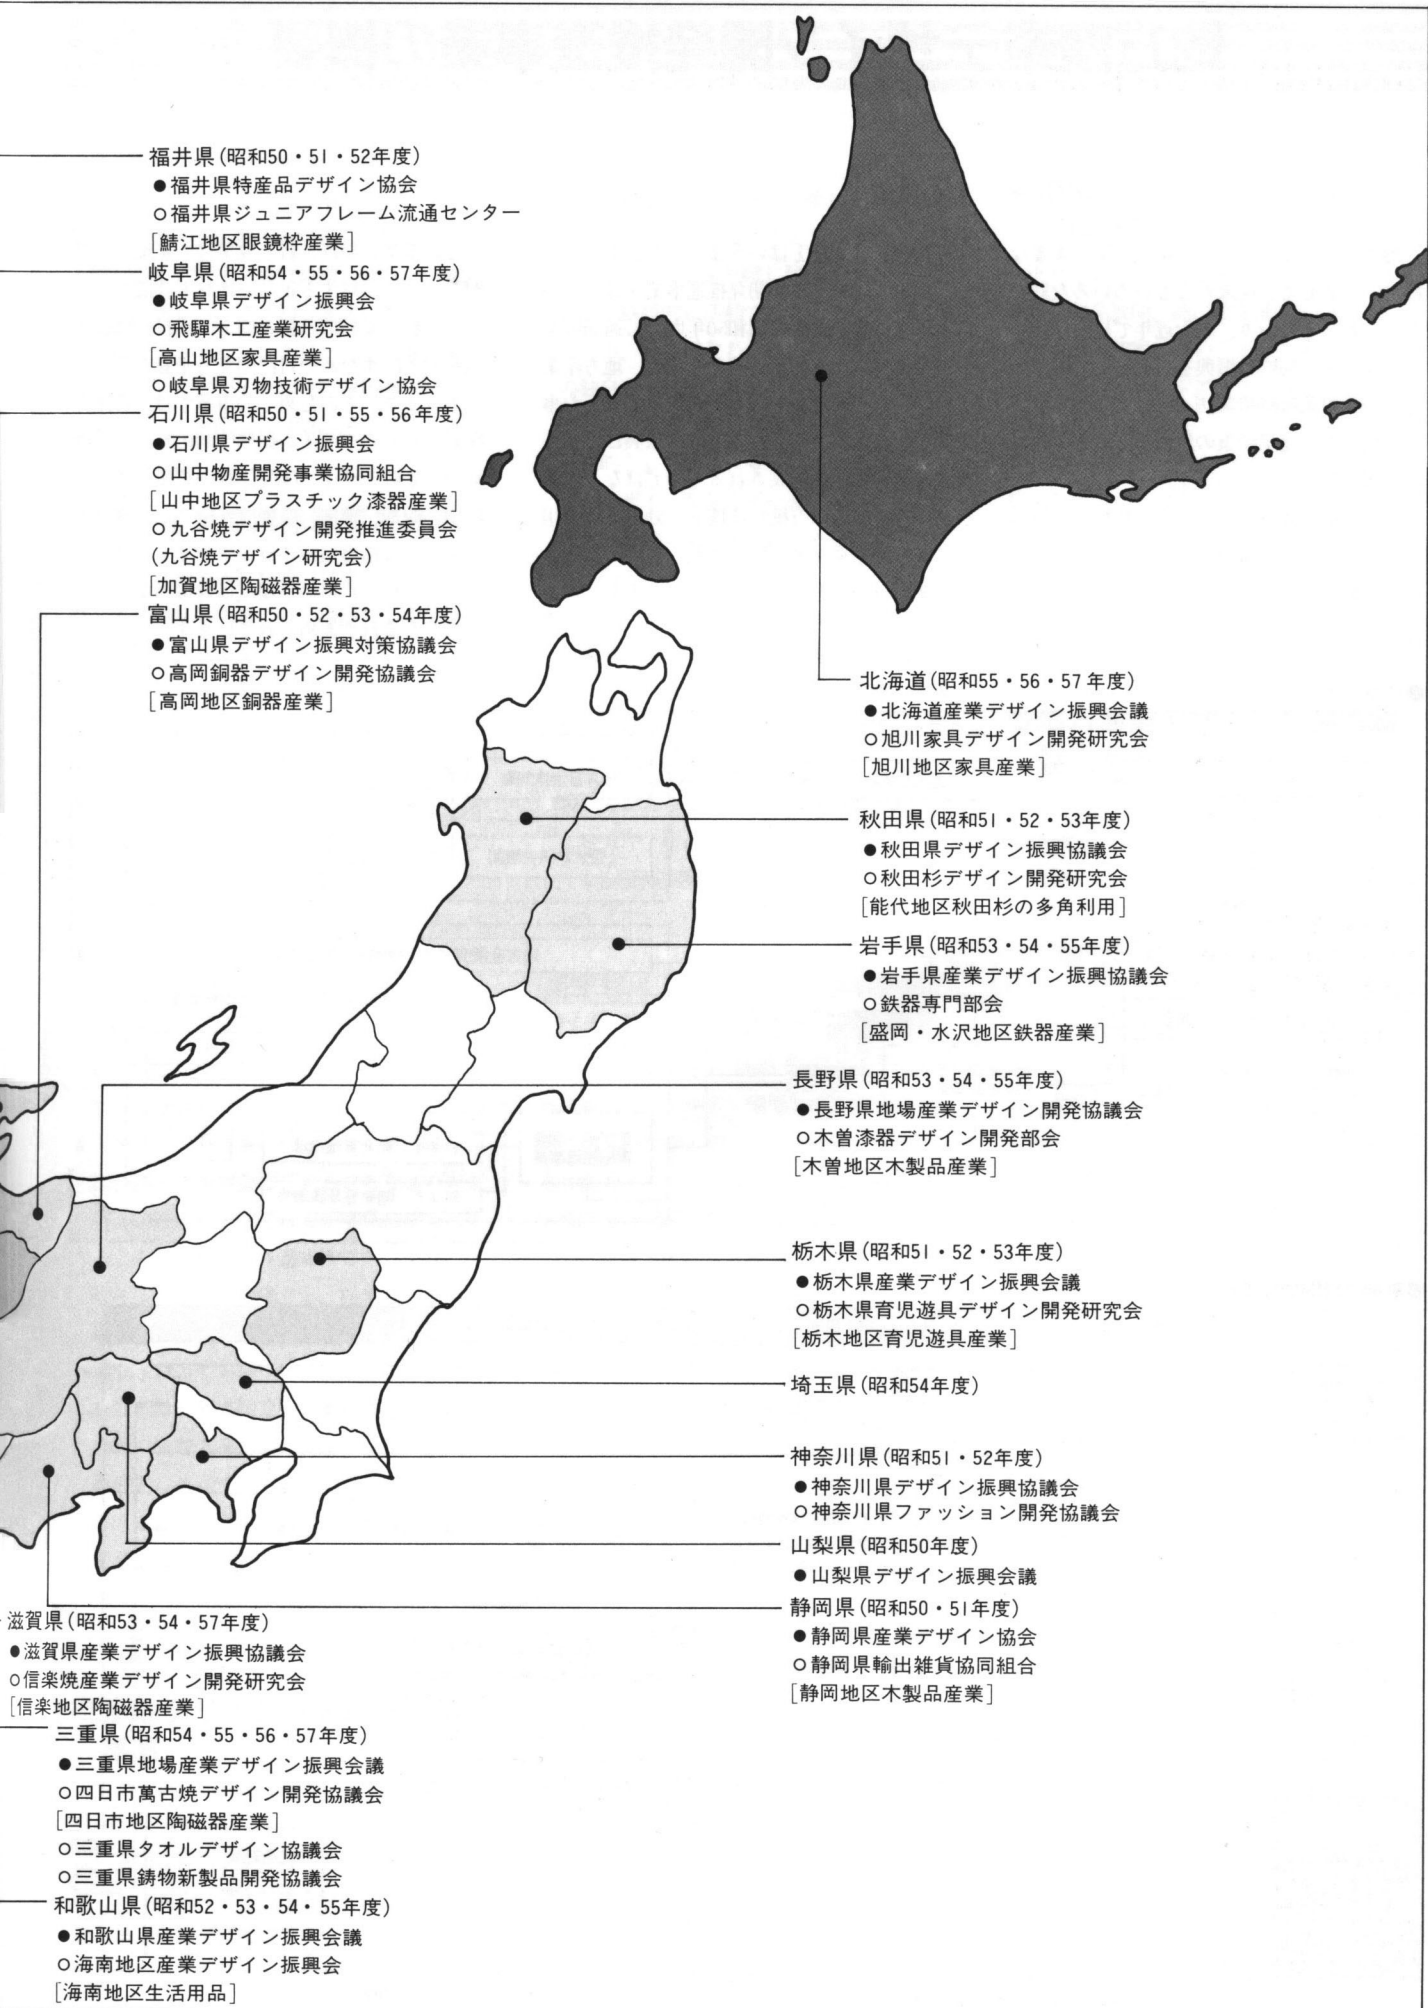 福井県(昭和50・51・52年度)
●福井県特産品デザイン協会
○福井県ジュニアフレーム流通センター
[鯖江地区眼鏡枠産業]
岐阜県(昭和54・55・56・57年度)
●岐阜県デザイン振興会
○飛驒木工産業研究会
[高山地区家具産業]
○岐阜県刃物技術デザイン協会
石川県(昭和50・51・55・56年度)
●石川県デザイン振興会
○山中物産開発事業協同組合
[山中地区プラスチック漆器産業]
○九谷焼デザイン開発推進委員会
(九谷焼デザイン研究会)
[加賀地区陶磁器産業]
富山県(昭和50・52・53・54年度)
●富山県デザイン振興対策協議会
○高岡銅器デザイン開発協議会
[高岡地区銅器産業]
北海道(昭和55・56・57年度)
●北海道産業デザイン振興会議
○旭川家具デザイン開発研究会
[旭川地区家具産業]
秋田県(昭和51・52・53年度)
●秋田県デザイン振興協議会
○秋田杉デザイン開発研究会
[能代地区秋田杉の多角利用]
岩手県(昭和53・54・55年度)
●岩手県産業デザイン振興協議会
○鉄器専門部会
[盛岡・水沢地区鉄器産業]
長野県(昭和53・54・55年度)
●長野県地場産業デザイン開発協議会
○木曽漆器デザイン開発部会
[木曽地区木製品産業]
栃木県(昭和51・52・53年度)
●栃木県産業デザイン振興会議
○栃木県育児遊具デザイン開発研究会
[栃木地区育児遊具産業]
埼玉県(昭和54年度)
神奈川県(昭和51・52年度)
●神奈川県デザイン振興協議会
○神奈川県ファッション開発協議会
山梨県(昭和50年度)
●山梨県デザイン振興会議
静岡県(昭和50・51年度)
●静岡県産業デザイン協会
○静岡県輸出雑貨協同組合
[静岡地区木製品産業]
滋賀県(昭和53・54・57年度)
●滋賀県産業デザイン振興協議会
○信楽焼産業デザイン開発研究会
[信楽地区陶磁器産業]
三重県(昭和54・55・56・57年度)
●三重県地場産業デザイン振興会議
○四日市萬古焼デザイン開発協議会
[四日市地区陶磁器産業]
○三重県タオルデザイン協議会
○三重県鋳物新製品開発協議会
和歌山県(昭和52・53・54・55年度)
●和歌山県産業デザイン振興会議
○海南地区産業デザイン振興会
[海南地区生活用品]